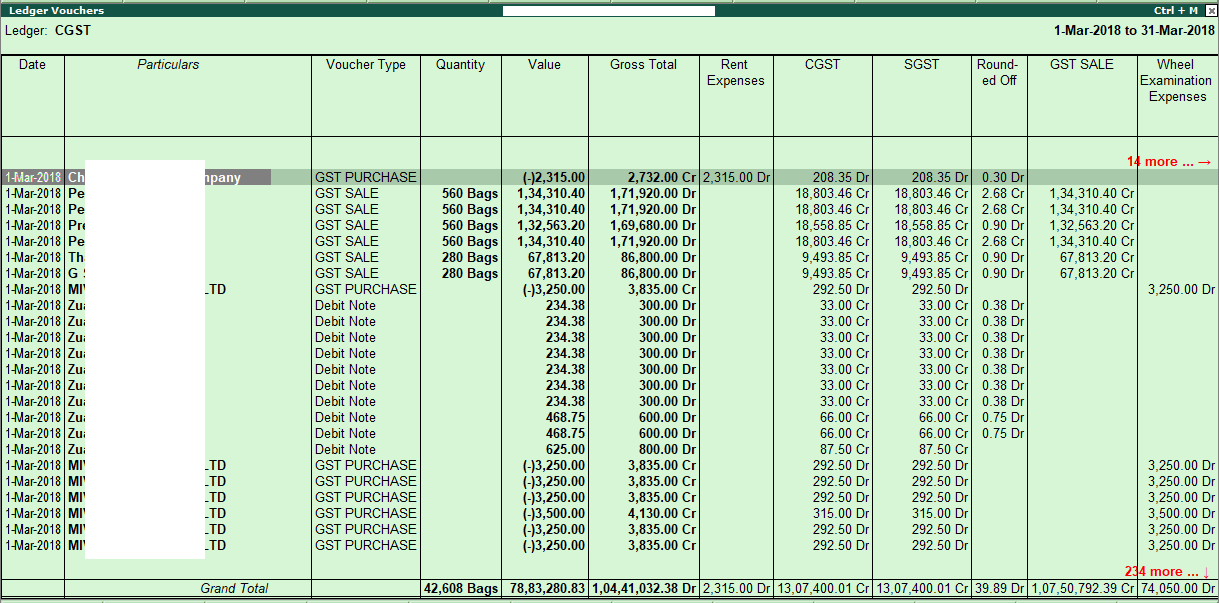 Ledger Vouchers Ctrl + M
Ledger: CGST 1-Mar-2018 to 31-Mar-2018
Date Particulars Voucher Type Quantity Value Gross Total Rent CGST SGST Round- GST SALE Wheel
Expenses ed Off Examination
Expenses
14 more ... →
1-Mar-2018 Ch mpany GST PURCHASE (-)2,315.00 2,732.00 Cr 2,315.00 Dr 208.35 Dr 208.35 Dr 0.30 Dr
1-Mar-2018 Pe GST SALE 560 Bags 1,34,310.40 1,71,920.00 Dr 18,803.46 Cr 18,803.46 Cr 2.68 Cr 1,34,310.40 Cr
1-Mar-2018 Pe GST SALE 560 Bags 1,34,310.40 1,71,920.00 Dr 18,803.46 Cr 18,803.46 Cr 2.68 Cr 1,34,310.40 Cr
1-Mar-2018 Pre GST SALE 560 Bags 1,32,563.20 1,69,680.00 Dr 18,558.85 Cr 18,558.85 Cr 0.90 Dr 1,32,563.20 Cr
1-Mar-2018 Pe GST SALE 560 Bags 1,34,310.40 1,71,920.00 Dr 18,803.46 Cr 18,803.46 Cr 2.68 Cr 1,34,310.40 Cr
1-Mar-2018 Th GST SALE 280 Bags 67,813.20 86,800.00 Dr 9,493.85 Cr 9,493.85 Cr 0.90 Dr 67,813.20 Cr
1-Mar-2018 G GST SALE 280 Bags 67,813.20 86,800.00 Dr 9,493.85 Cr 9,493.85 Cr 0.90 Dr 67,813.20 Cr
1-Mar-2018 MI LTD GST PURCHASE (-)3,250.00 3,835.00 Cr 292.50 Dr 292.50 Dr 3,250.00 Dr
1-Mar-2018 Zu Debit Note 234.38 300.00 Dr 33.00 Cr 33.00 Cr 0.38 Dr
1-Mar-2018 Zu Debit Note 234.38 300.00 Dr 33.00 Cr 33.00 Cr 0.38 Dr
1-Mar-2018 Zu Debit Note 234.38 300.00 Dr 33.00 Cr 33.00 Cr 0.38 Dr
1-Mar-2018 Zu Debit Note 234.38 300.00 Dr 33.00 Cr 33.00 Cr 0.38 Dr
1-Mar-2018 Zu Debit Note 234.38 300.00 Dr 33.00 Cr 33.00 Cr 0.38 Dr
1-Mar-2018 Zu Debit Note 234.38 300.00 Dr 33.00 Cr 33.00 Cr 0.38 Dr
1-Mar-2018 Zu Debit Note 234.38 300.00 Dr 33.00 Cr 33.00 Cr 0.38 Dr
1-Mar-2018 Zu Debit Note 468.75 600.00 Dr 66.00 Cr 66.00 Cr 0.75 Dr
1-Mar-2018 Zu Debit Note 468.75 600.00 Dr 66.00 Cr 66.00 Cr 0.75 Dr
1-Mar-2018 Zu Debit Note 625.00 800.00 Dr 87.50 Cr 87.50 Cr
1-Mar-2018 MI LTD GST PURCHASE (-)3,250.00 3,835.00 Cr 292.50 Dr 292.50 Dr 3,250.00 Dr
1-Mar-2018 MI LTD GST PURCHASE (-)3,250.00 3,835.00 Cr 292.50 Dr 292.50 Dr 3,250.00 Dr
1-Mar-2018 MI LTD GST PURCHASE (-)3,250.00 3,835.00 Cr 292.50 Dr 292.50 Dr 3,250.00 Dr
1-Mar-2018 MI LTD GST PURCHASE (-)3,500.00 4,130.00 Cr 315.00 Dr 315.00 Dr 3,500.00 Dr
1-Mar-2018 MI LTD GST PURCHASE (-)3,250.00 3,835.00 Cr 292.50 Dr 292.50 Dr 3,250.00 Dr
1-Mar-2018 MI LTD GST PURCHASE (-)3,250.00 3,835.00 Cr 292.50 Dr 292.50 Dr 3,250.00 Dr
234 more ... ↓
Grand Total 42,608 Bags 78,83,280.83 1,04,41,032.38 Dr 2,315.00 Dr 13,07,400.01 Cr 13,07,400.01 Cr 39.89 Dr 1,07,50,792.39 Cr 74,050.00 Dr